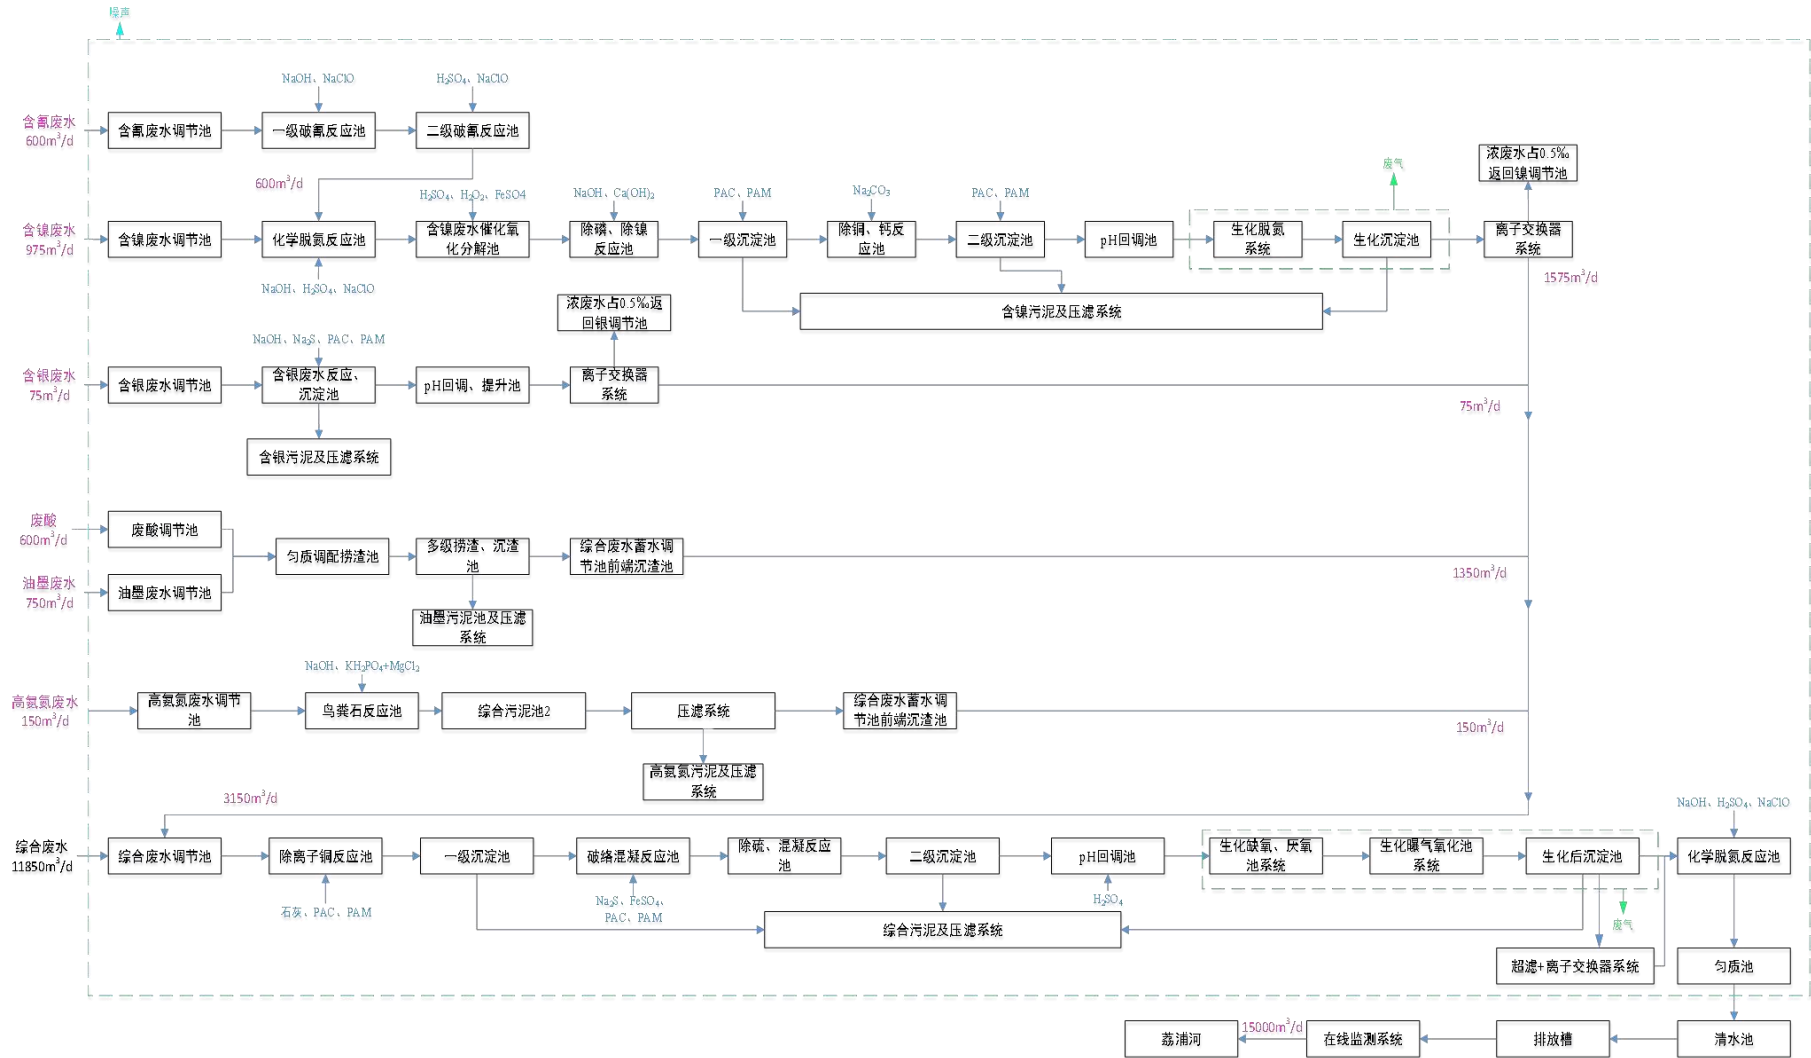 噪声
NaOH、NaClO
H₂SO₄、NaClO
含氰废水
600m³/d
含氰废水调节池
一级破氰反应池
二级破氰反应池
600m³/d
H₂SO₄、H₂O₂、FeSO4
NaOH、Ca(OH)₂
PAC、PAM
Na₂CO₃
PAC、PAM
废气
浓废水占0.5‰
返回镍调节池
含镍废水
975m³/d
含镍废水调节池
化学脱氮反应池
含镍废水催化氧
化分解池
除磷、除镍
反应池
一级沉淀池
除铜、钙反
应池
二级沉淀池
pH回调池
生化脱氮
系统
生化沉淀池
离子交换器
系统
NaOH、H₂SO₄、NaClO
1575m³/d
含镍污泥及压滤系统
浓废水占0.5‰返
回银调节池
NaOH、Na₂S、PAC、PAM
含银废水
75m³/d
含银废水调节池
含银废水反应、
沉淀池
pH回调、提升池
离子交换器
系统
75m³/d
含银污泥及压滤系统
废酸
600m³/d
废酸调节池
匀质调配捞渣池
多级捞渣、沉渣
池
综合废水蓄水调
节池前端沉渣池
1350m³/d
油墨废水
750m³/d
油墨废水调节池
油墨污泥池及压滤
系统
NaOH、KH₂PO₄+MgCl₂
高氨氮废水
150m³/d
高氨氮废水调节
池
鸟粪石反应池
综合污泥池2
压滤系统
综合废水蓄水调
节池前端沉渣池
150m³/d
高氨氮污泥及压滤
系统
3150m³/d
NaOH、H₂SO₄、NaClO
综合废水
11850m³/d
综合废水调节池
除离子铜反应池
一级沉淀池
破络混凝反应池
除硫、混凝反应
池
二级沉淀池
pH回调池
生化缺氧、厌氧
池系统
生化曝气氧化池
系统
生化后沉淀池
化学脱氮反应池
石灰、PAC、PAM
Na₂S、FeSO₄、
PAC、PAM
H₂SO₄
综合污泥及压滤系统
废气
超滤+离子交换器系统
匀质池
荔浦河
15000m³/d
在线监测系统
排放槽
清水池